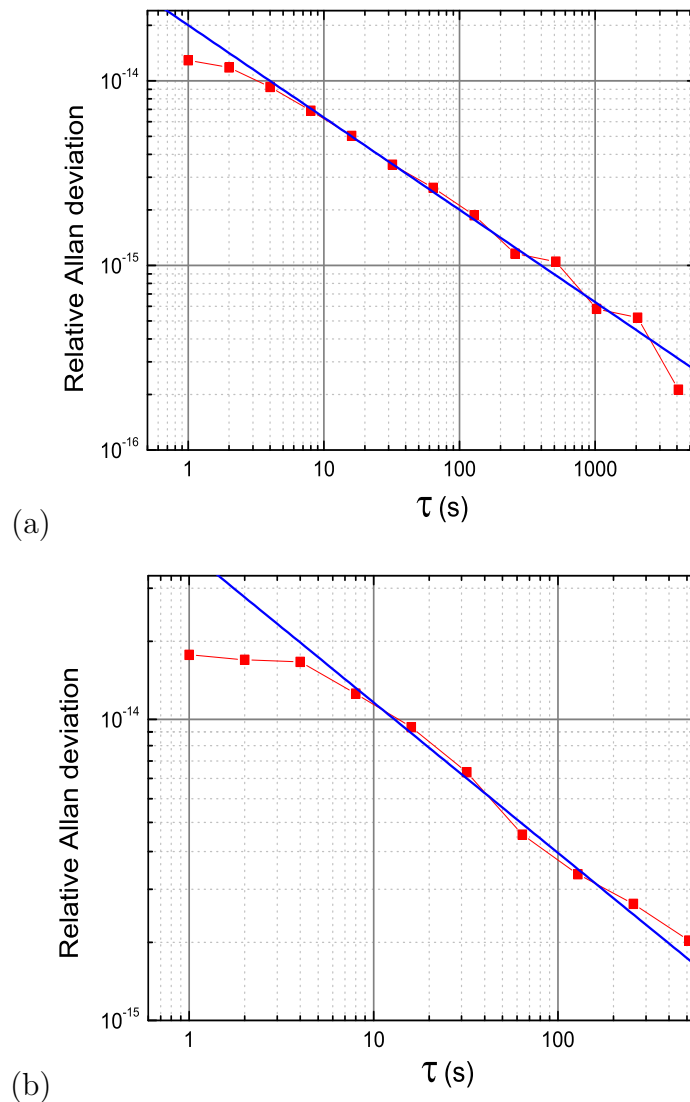 Relative Allan deviation
10-14
10-15
10-16
1
10
100
1000
τ (s)
(a)
Relative Allan deviation
10-14
10-15
1
10
100
τ (s)
(b)